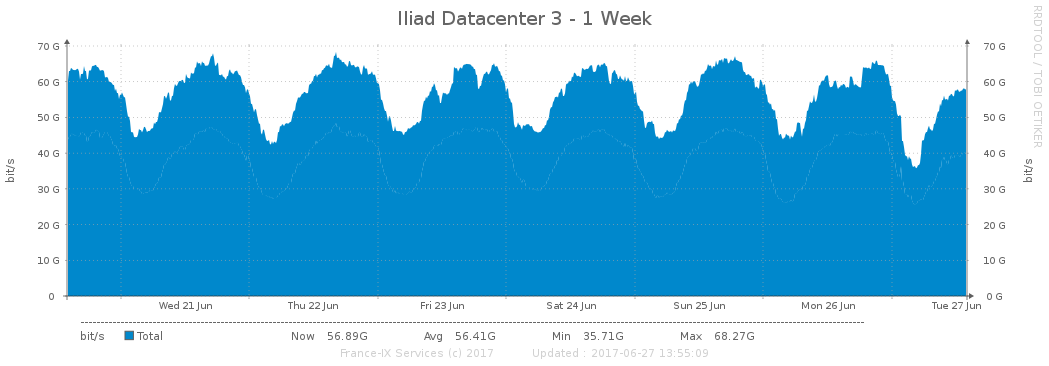 Iliad Datacenter 3 - 1 Week
RRDTOOL / TOBI OETIKER
70 G 70 G
60 G 60 G
50 G 50 G
40 G 40 G
bit/s bit/s
30 G 30 G
20 G 20 G
10 G 10 G
0 0 G
Wed 21 Jun Thu 22 Jun Fri 23 Jun Sat 24 Jun Sun 25 Jun Mon 26 Jun Tue 27 Jun
bit/s Total Now 56.89G Avg 56.41G Min 35.71G Max 68.27G
France-IX Services (c) 2017 Updated : 2017-06-27 13:55:09